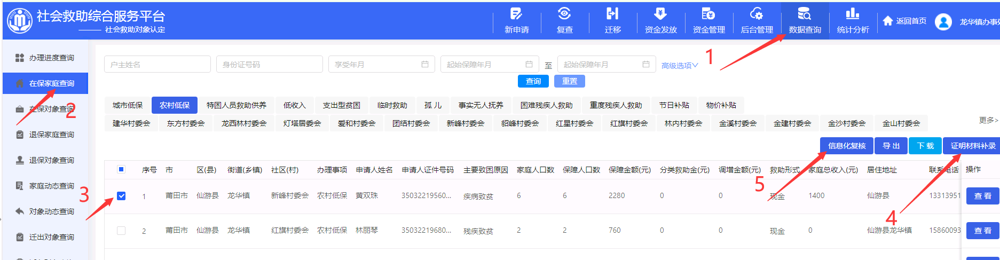 社会救助综合服务平台
—— 社会救助对象认定
新申请 复查 迁移 资金发放 资金管理 后台管理 数据查询 统计分析 返回首页 龙华镇办事处
办理进度查询
在保家庭查询
在保对象查询
退保家庭查询
退保对象查询
家庭动态查询
对象动态查询
迁出对象查询
户主姓名 身份证号码 享受年月 起始保障年月 至 起始保障年月 高级选项
查询 重置
城市低保 农村低保 特困人员救助供养 低收入 支出型贫困 临时救助 孤 儿 事实无人抚养 困难残疾人救助 重度残疾人救助 节日补贴 物价补贴
建华村委会 东方村委会 龙西林村委会 灯塔居委会 爱和村委会 团结村委会 新峰村委会 貂峰村委会 红星村委会 红旗村委会 林内村委会 金溪村委会 金建村委会 金沙村委会 金山村委会 更多>
信息化复核 导 出 下 载 证明材料补录
序号 市 区(县) 街道(乡镇) 社区(村) 办理事项 申请人姓名 申请人证件号码 主要致困原因 家庭人口数 保障人口数 保障金额(元) 分类救助金(元) 调增金额(元) 救助形式 家庭总收入(元) 居住地址 联系电话 操作
1 莆田市 仙游县 龙华镇 新峰村委会 农村低保 黄双珠 35032219560... 疾病致贫 6 6 2280 0 0 现金 1400 仙游县 13313951 查 看
2 莆田市 仙游县 龙华镇 红旗村委会 农村低保 林丽琴 35032219680... 残疾致贫 2 2 760 0 0 现金 0 仙游县龙华镇 15860093 查 看
1
2
3
4
5